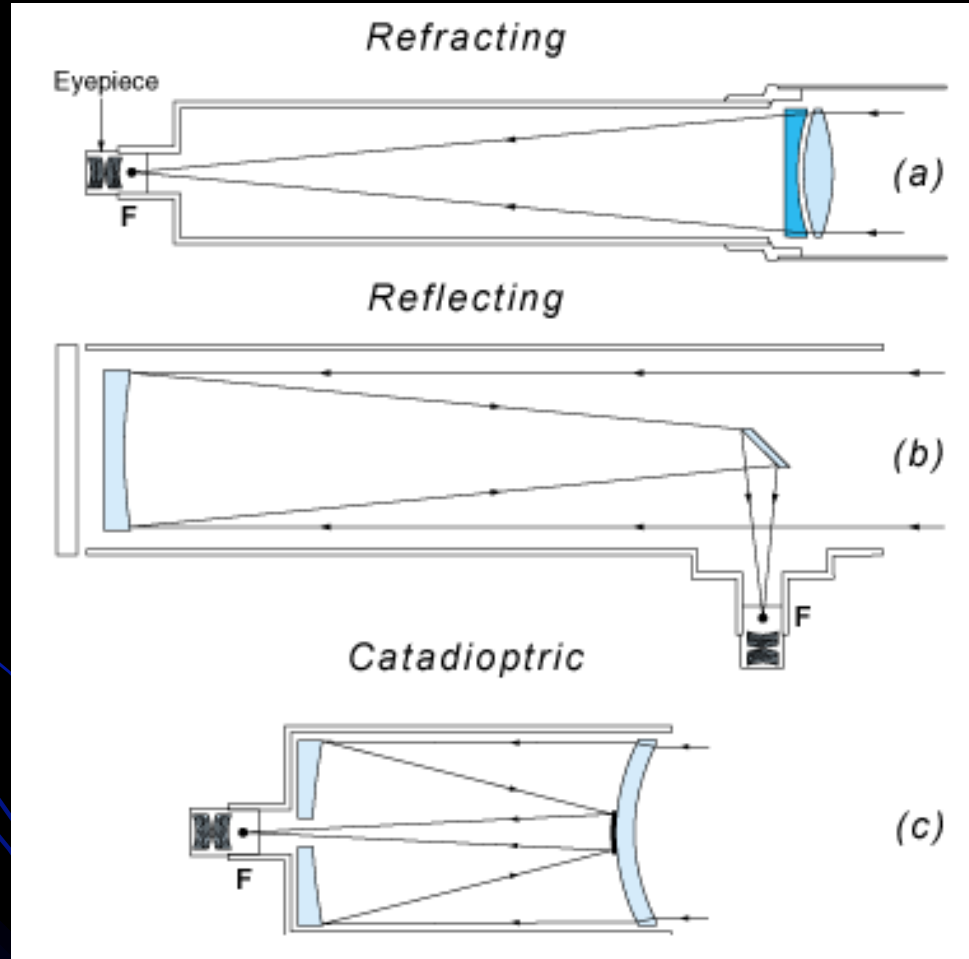 Refracting
Eyepiece
(a)
F
Reflecting
(b)
F
Catadioptric
(c)
F